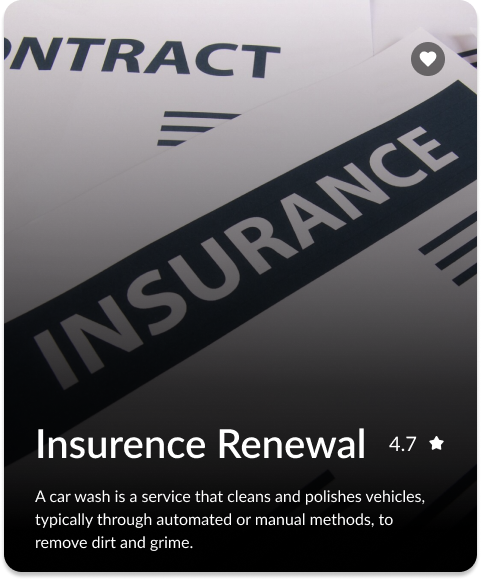 ONTRACT
INSURANCE
Insurence Renewal 4.7
A car wash is a service that cleans and polishes vehicles,
typically through automated or manual methods, to
remove dirt and grime.